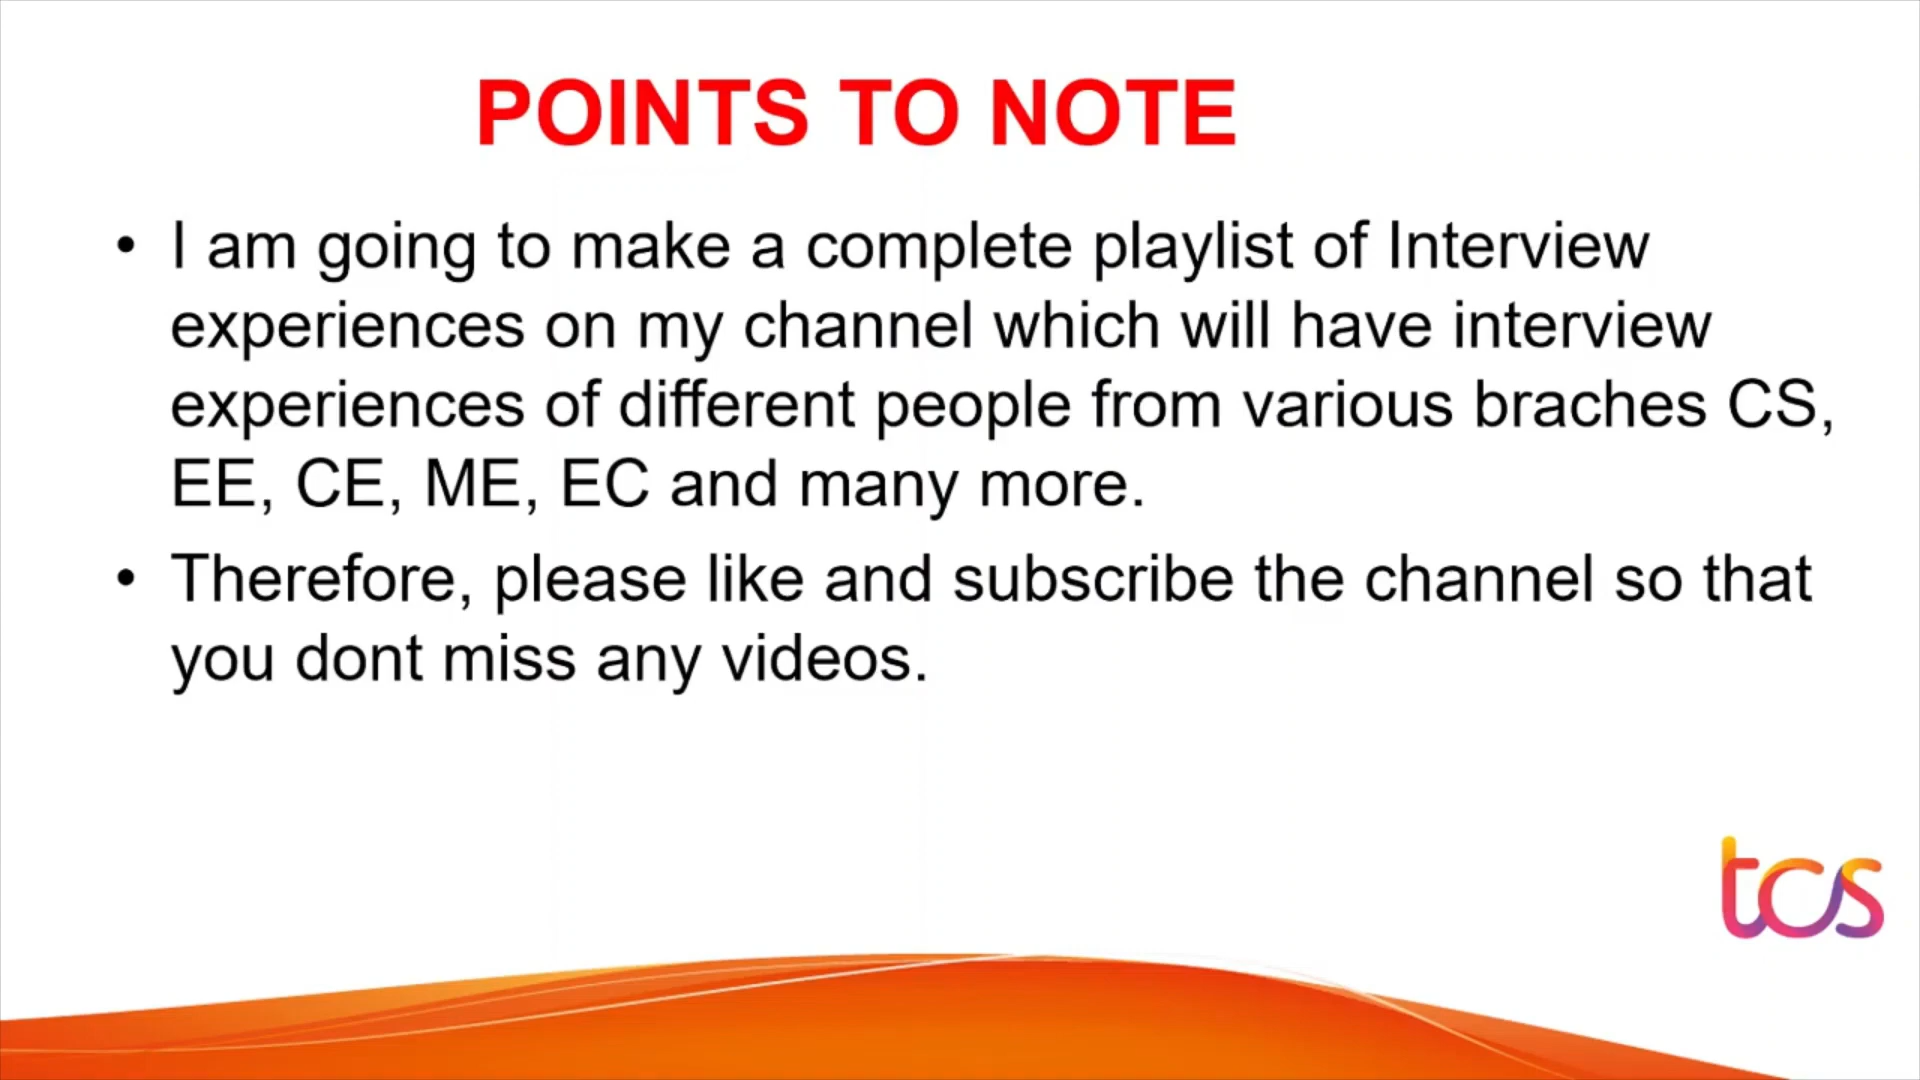 POINTS TO NOTE
• I am going to make a complete playlist of Interview
experiences on my channel which will have interview
experiences of different people from various braches CS,
EE, CE, ME, EC and many more.
• Therefore, please like and subscribe the channel so that
you dont miss any videos.
tcs